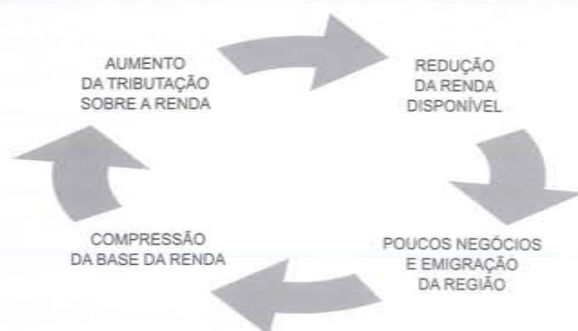 AUMENTO
DA TRIBUTAÇÃO
SOBRE A RENDA
REDUÇÃO
DA RENDA
DISPONÍVEL
POUCOS NEGÓCIOS
E EMIGRAÇÃO
DA REGIÃO
COMPRESSÃO
DA BASE DA RENDA